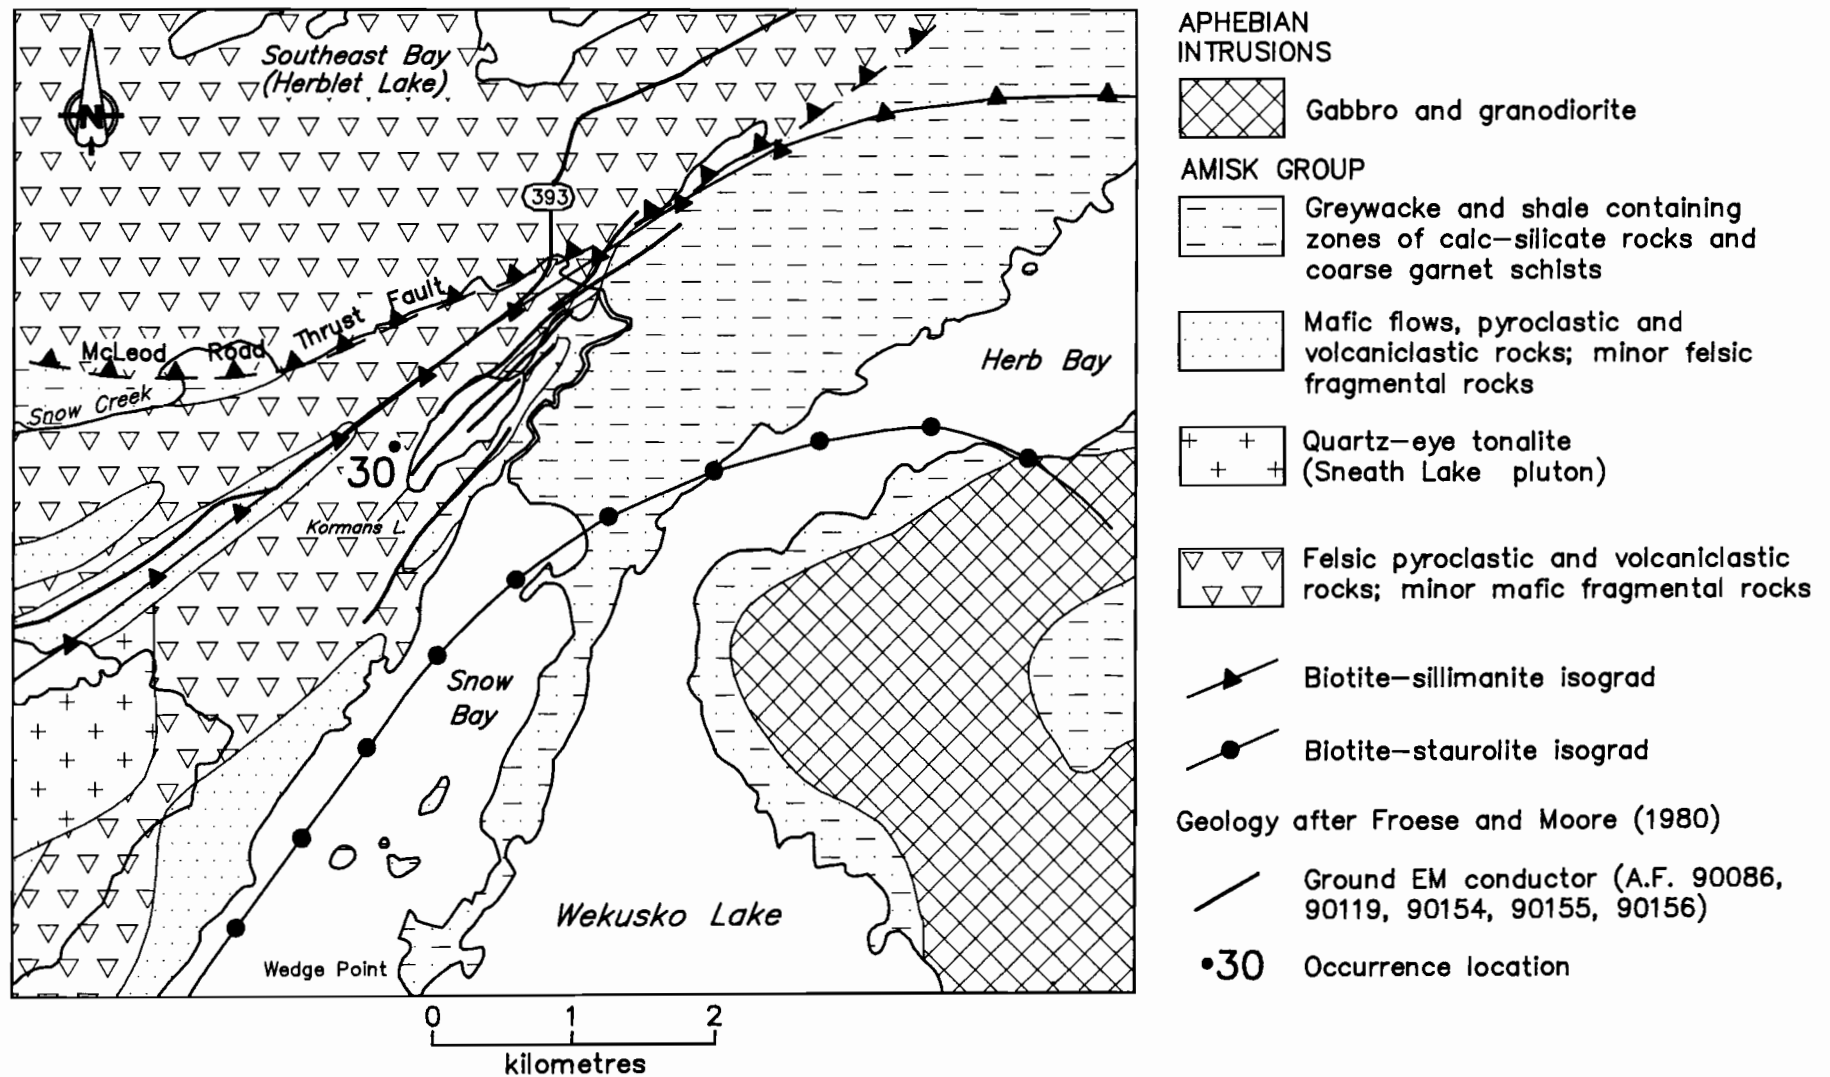 Southeast Bay
(Herblet Lake)
N
393
McLeod Road Thrust Fault
Snow Creek
30
Kormans L.
Herb Bay
Snow
Bay
Wekusko Lake
Wedge Point
0 1 2
kilometres
APHEBIAN
INTRUSIONS
Gabbro and granodiorite
AMISK GROUP
Greywacke and shale containing
zones of calc-silicate rocks and
coarse garnet schists
Mafic flows, pyroclastic and
volcaniclastic rocks; minor felsic
fragmental rocks
Quartz-eye tonalite
(Sneath Lake pluton)
Felsic pyroclastic and volcaniclastic
rocks; minor mafic fragmental rocks
Biotite-sillimanite isograd
Biotite-staurolite isograd
Geology after Froese and Moore (1980)
Ground EM conductor (A.F. 90086,
90119, 90154, 90155, 90156)
•30 Occurrence location